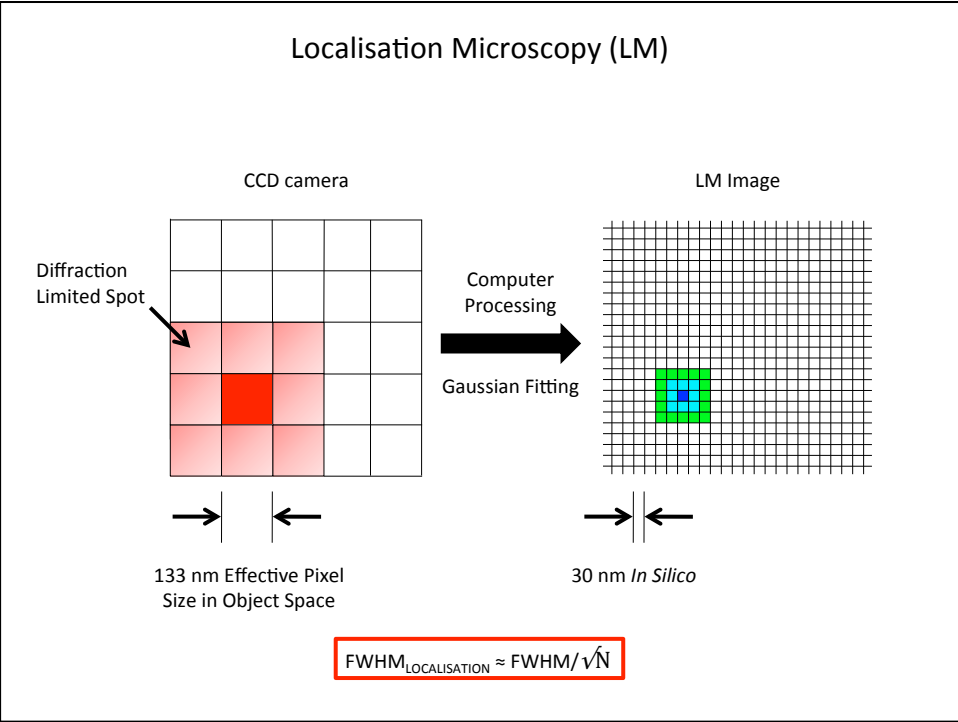 Localisation Microscopy (LM)
CCD camera
LM Image
Diffraction
Limited Spot
Computer
Processing
Gaussian Fitting
133 nm Effective Pixel
Size in Object Space
30 nm In Silico
FWHM_LOCALISATION ≈ FWHM/√N